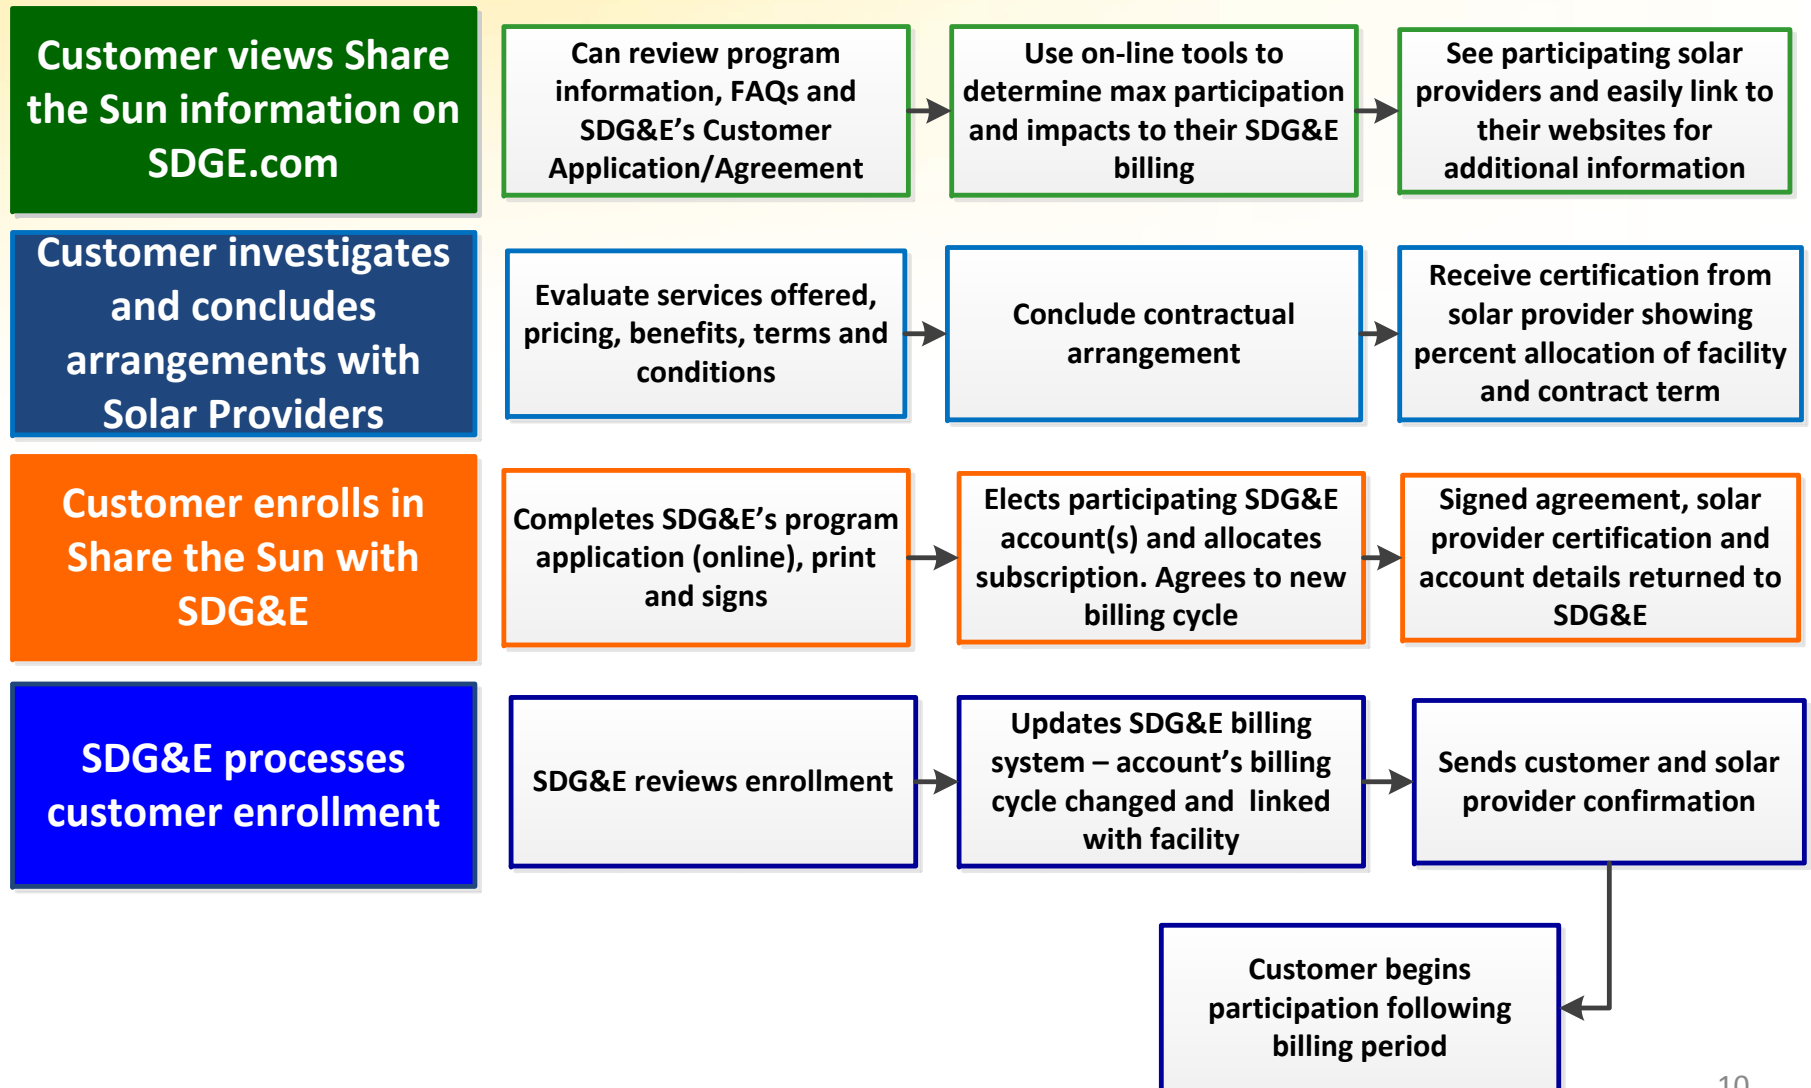 Customer views Share
the Sun information on
SDGE.com
Can review program
information, FAQs and
SDG&E’s Customer
Application/Agreement
Use on-line tools to
determine max participation
and impacts to their SDG&E
billing
See participating solar
providers and easily link to
their websites for
additional information
Customer investigates
and concludes
arrangements with
Solar Providers
Evaluate services offered,
pricing, benefits, terms and
conditions
Conclude contractual
arrangement
Receive certification from
solar provider showing
percent allocation of facility
and contract term
Customer enrolls in
Share the Sun with
SDG&E
Completes SDG&E’s program
application (online), print
and signs
Elects participating SDG&E
account(s) and allocates
subscription. Agrees to new
billing cycle
Signed agreement, solar
provider certification and
account details returned to
SDG&E
SDG&E processes
customer enrollment
SDG&E reviews enrollment
Updates SDG&E billing
system – account’s billing
cycle changed and  linked
with facility
Sends customer and solar
provider confirmation
Customer begins
participation following
billing period
10